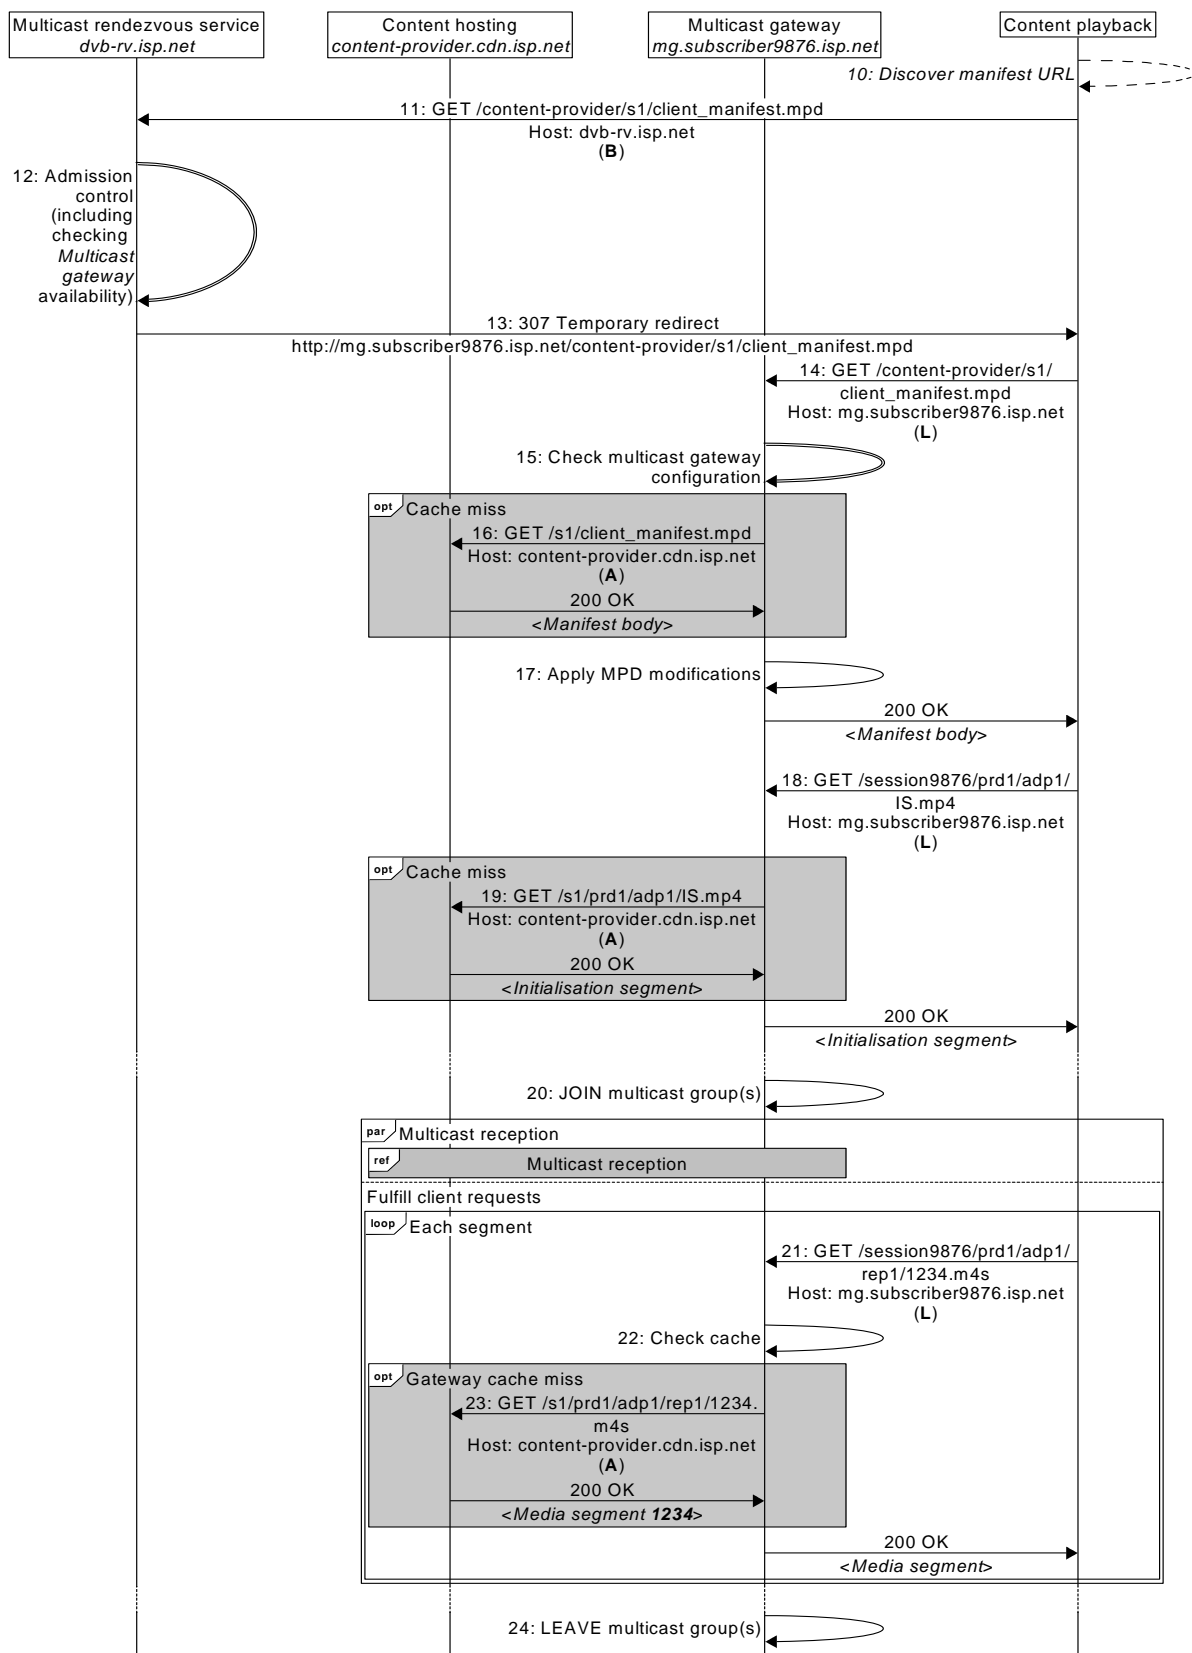 Multicast rendezvous service
dvb-rv.isp.net
Content hosting
content-provider.cdn.isp.net
Multicast gateway
mg.subscriber9876.isp.net
Content playback
10: Discover manifest URL
11: GET /content-provider/s1/client_manifest.mpd
Host: dvb-rv.isp.net
(B)
12: Admission
control
(including
checking
Multicast
gateway
availability)
13: 307 Temporary redirect
http://mg.subscriber9876.isp.net/content-provider/s1/client_manifest.mpd
14: GET /content-provider/s1/
client_manifest.mpd
Host: mg.subscriber9876.isp.net
(L)
15: Check multicast gateway
configuration
opt Cache miss
16: GET /s1/client_manifest.mpd
Host: content-provider.cdn.isp.net
(A)
200 OK
<Manifest body>
17: Apply MPD modifications
200 OK
<Manifest body>
18: GET /session9876/prd1/adp1/
IS.mp4
Host: mg.subscriber9876.isp.net
(L)
opt Cache miss
19: GET /s1/prd1/adp1/IS.mp4
Host: content-provider.cdn.isp.net
(A)
200 OK
<Initialisation segment>
200 OK
<Initialisation segment>
20: JOIN multicast group(s)
par Multicast reception
ref Multicast reception
Fulfill client requests
loop Each segment
21: GET /session9876/prd1/adp1/
rep1/1234.m4s
Host: mg.subscriber9876.isp.net
(L)
22: Check cache
opt Gateway cache miss
23: GET /s1/prd1/adp1/rep1/1234.
m4s
Host: content-provider.cdn.isp.net
(A)
200 OK
<Media segment 1234>
200 OK
<Media segment>
24: LEAVE multicast group(s)